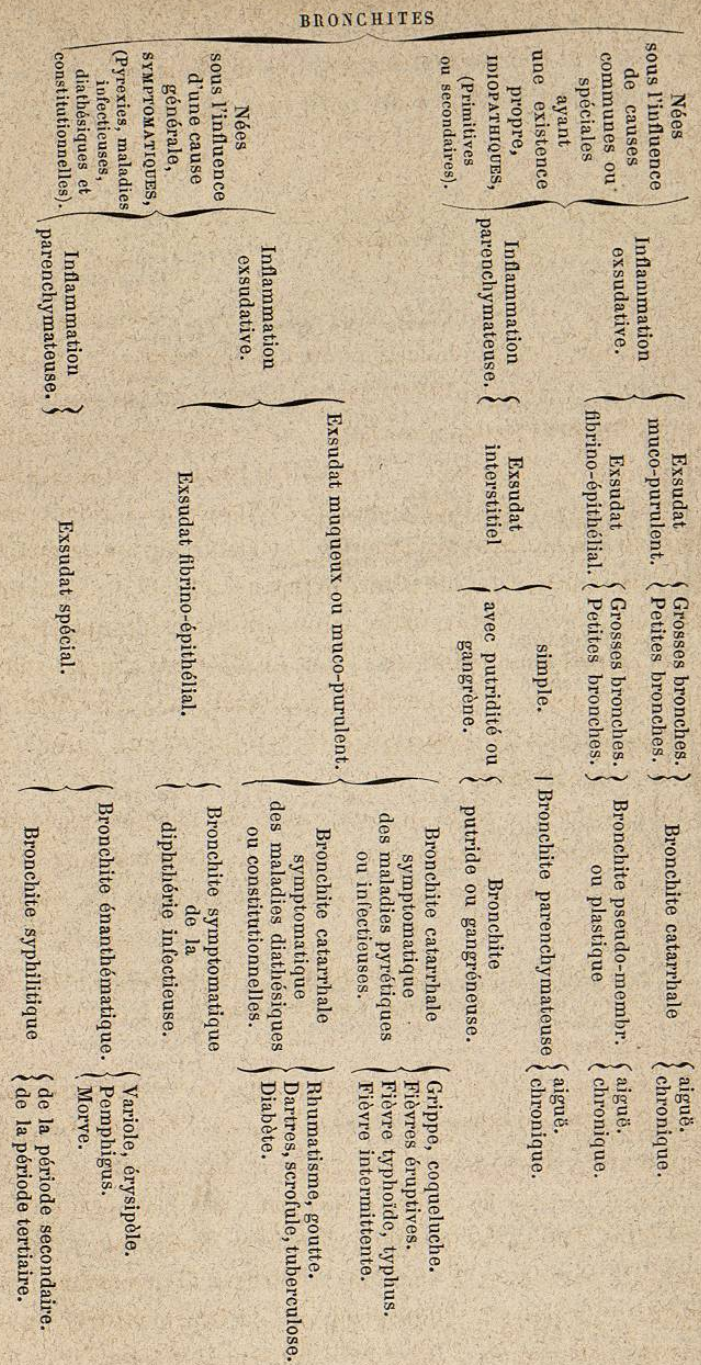 BRONCHITES
Nées
sous l'influence
de causes
communes ou
spéciales
ayant
une existence
propre,
IDIOPATHIQUES,
(Primitives
ou secondaires).
Inflammation
exsudative.
Exsudat
muco-purulent.
Grosses bronches.
Petites bronches.
Bronchite catarrhale
aiguë.
chronique.
Exsudat
fibrino-épithélial.
Grosses bronches.
Petites bronches.
Bronchite pseudo-membr.
ou plastique
aiguë.
chronique.
Inflammation
parenchymateuse.
Exsudat
interstitiel
simple.
Bronchite parenchymateuse
aiguë.
chronique.
avec putridité ou
gangrène.
Bronchite
putride ou gangréneuse.
Nées
sous l'influence
d'une cause
générale,
SYMPTOMATIQUES,
(Pyrexies, maladies
infectieuses,
diathésiques et
constitutionnelles).
Inflammation
exsudative.
Exsudat muqueux ou muco-purulent.
Bronchite catarrhale
symptomatique
des maladies pyrétiques
ou infectieuses.
Grippe, coqueluche.
Fièvres éruptives.
Fièvre typhoïde, typhus.
Fièvre intermittente.
Bronchite catarrhale
symptomatique
des maladies diathésiques
ou constitutionnelles.
Rhumatisme, goutte.
Dartres, scrofule, tuberculose.
Diabète.
Exsudat fibrino-épithélial.
Bronchite symptomatique
de la
diphthérie infectieuse.
Inflammation
parenchymateuse.
Exsudat spécial.
Bronchite énanthématique.
Variole, érysipèle.
Pemphigus.
Morve.
Bronchite syphilitique
de la période secondaire.
de la période tertiaire.